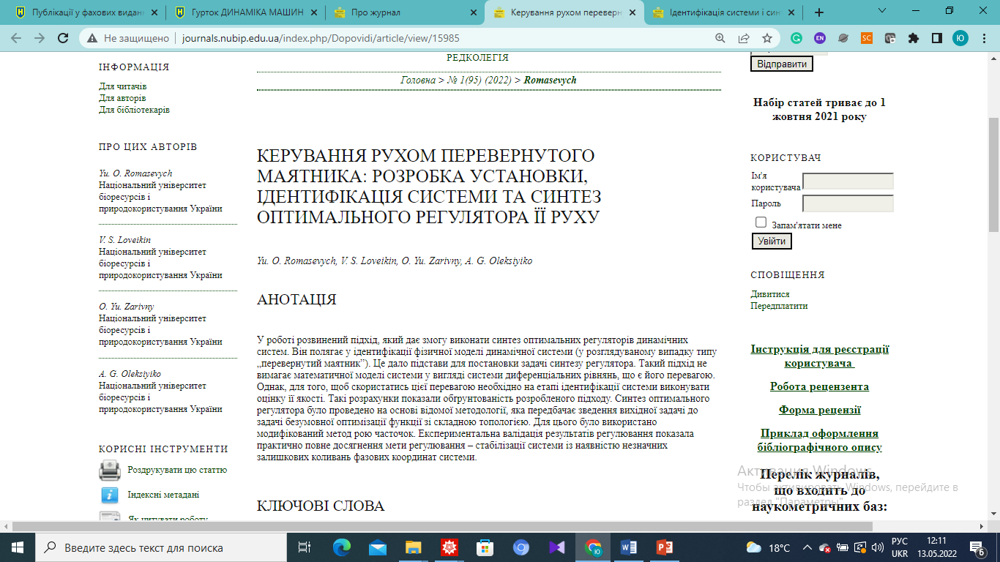 Публікації у фахових видан
Гурток ДИНАМІКА МАШИН
Про журнал
Керування рухом переверн
Ідентифікація системи і син
Не защищено
journals.nubip.edu.ua/index.php/Dopovidi/article/view/15985
ІНФОРМАЦІЯ
Для читачів
Для авторів
Для бібліотекарів
ПРО ЦИХ АВТОРІВ
Yu. O. Romasevych
Національний університет
біоресурсів і
природокористування України
V. S. Loveikin
Національний університет
біоресурсів і
природокористування України
O. Yu. Zarivny
Національний університет
біоресурсів і
природокористування України
A. G. Oleksiyiko
Національний університет
біоресурсів і
природокористування України
КОРИСНІ ІНСТРУМЕНТИ
Роздрукувати цю статтю
Індексні метадані
Як цитувати роботу
РЕДКОЛЕГІЯ
Головна > № 1(95) (2022) > Romasevych
КЕРУВАННЯ РУХОМ ПЕРЕВЕРНУТОГО
МАЯТНИКА: РОЗРОБКА УСТАНОВКИ,
ІДЕНТИФІКАЦІЯ СИСТЕМИ ТА СИНТЕЗ
ОПТИМАЛЬНОГО РЕГУЛЯТОРА ЇЇ РУХУ
Yu. O. Romasevych, V. S. Loveikin, O. Yu. Zarivny, A. G. Oleksiyiko
АНОТАЦІЯ
У роботі розвинений підхід, який дає змогу виконати синтез оптимальних регуляторів динамічних
систем. Він полягає у ідентифікації фізичної моделі динамічної системи (у розглядуваному випадку типу
„перевернутий маятник”). Це дало підстави для постановки задачі синтезу регулятора. Такий підхід не
вимагає математичної моделі системи у вигляді системи диференціальних рівнянь, що є його перевагою.
Однак, для того, щоб скористатись цієї перевагою необхідно на етапі ідентифікації системи виконувати
оцінку її якості. Такі розрахунки показали обґрунтованість розробленого підходу. Синтез оптимального
регулятора було проведено на основі відомої методології, яка передбачає зведення вихідної задачі до
задачі безумовної оптимізації функції зі складною топологією. Для цього було використано
модифікований метод рою часточок. Експериментальна валідація результатів регулювання показала
практично повне досягнення мети регулювання – стабілізації системи із наявністю незначних
залишкових коливань фазових координат системи.
КЛЮЧОВІ СЛОВА
Відправити
Набір статей триває до 1
жовтня 2021 року
КОРИСТУВАЧ
Ім'я
користувача
Пароль
Запам'ятати мене
Увійти
СПОВІЩЕННЯ
Дивитися
Передплатити
Інструкція для реєстрації
користувача
Робота рецензента
Форма рецензії
Приклад оформлення
бібліографічного опису
Перелік журналів,
що входить до
наукометричних баз:
Активация Windows
Чтобы активировать Windows, перейдите в
раздел "Параметры".
Введите здесь текст для поиска
18°C
РУС
UKR
12:11
13.05.2022
6